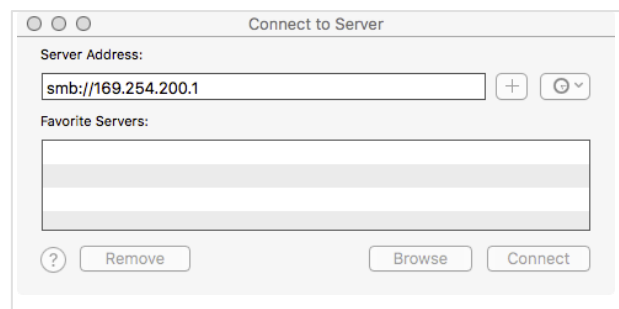 Connect to Server
Server Address:
smb://169.254.200.1
Favorite Servers:
? Remove Browse Connect